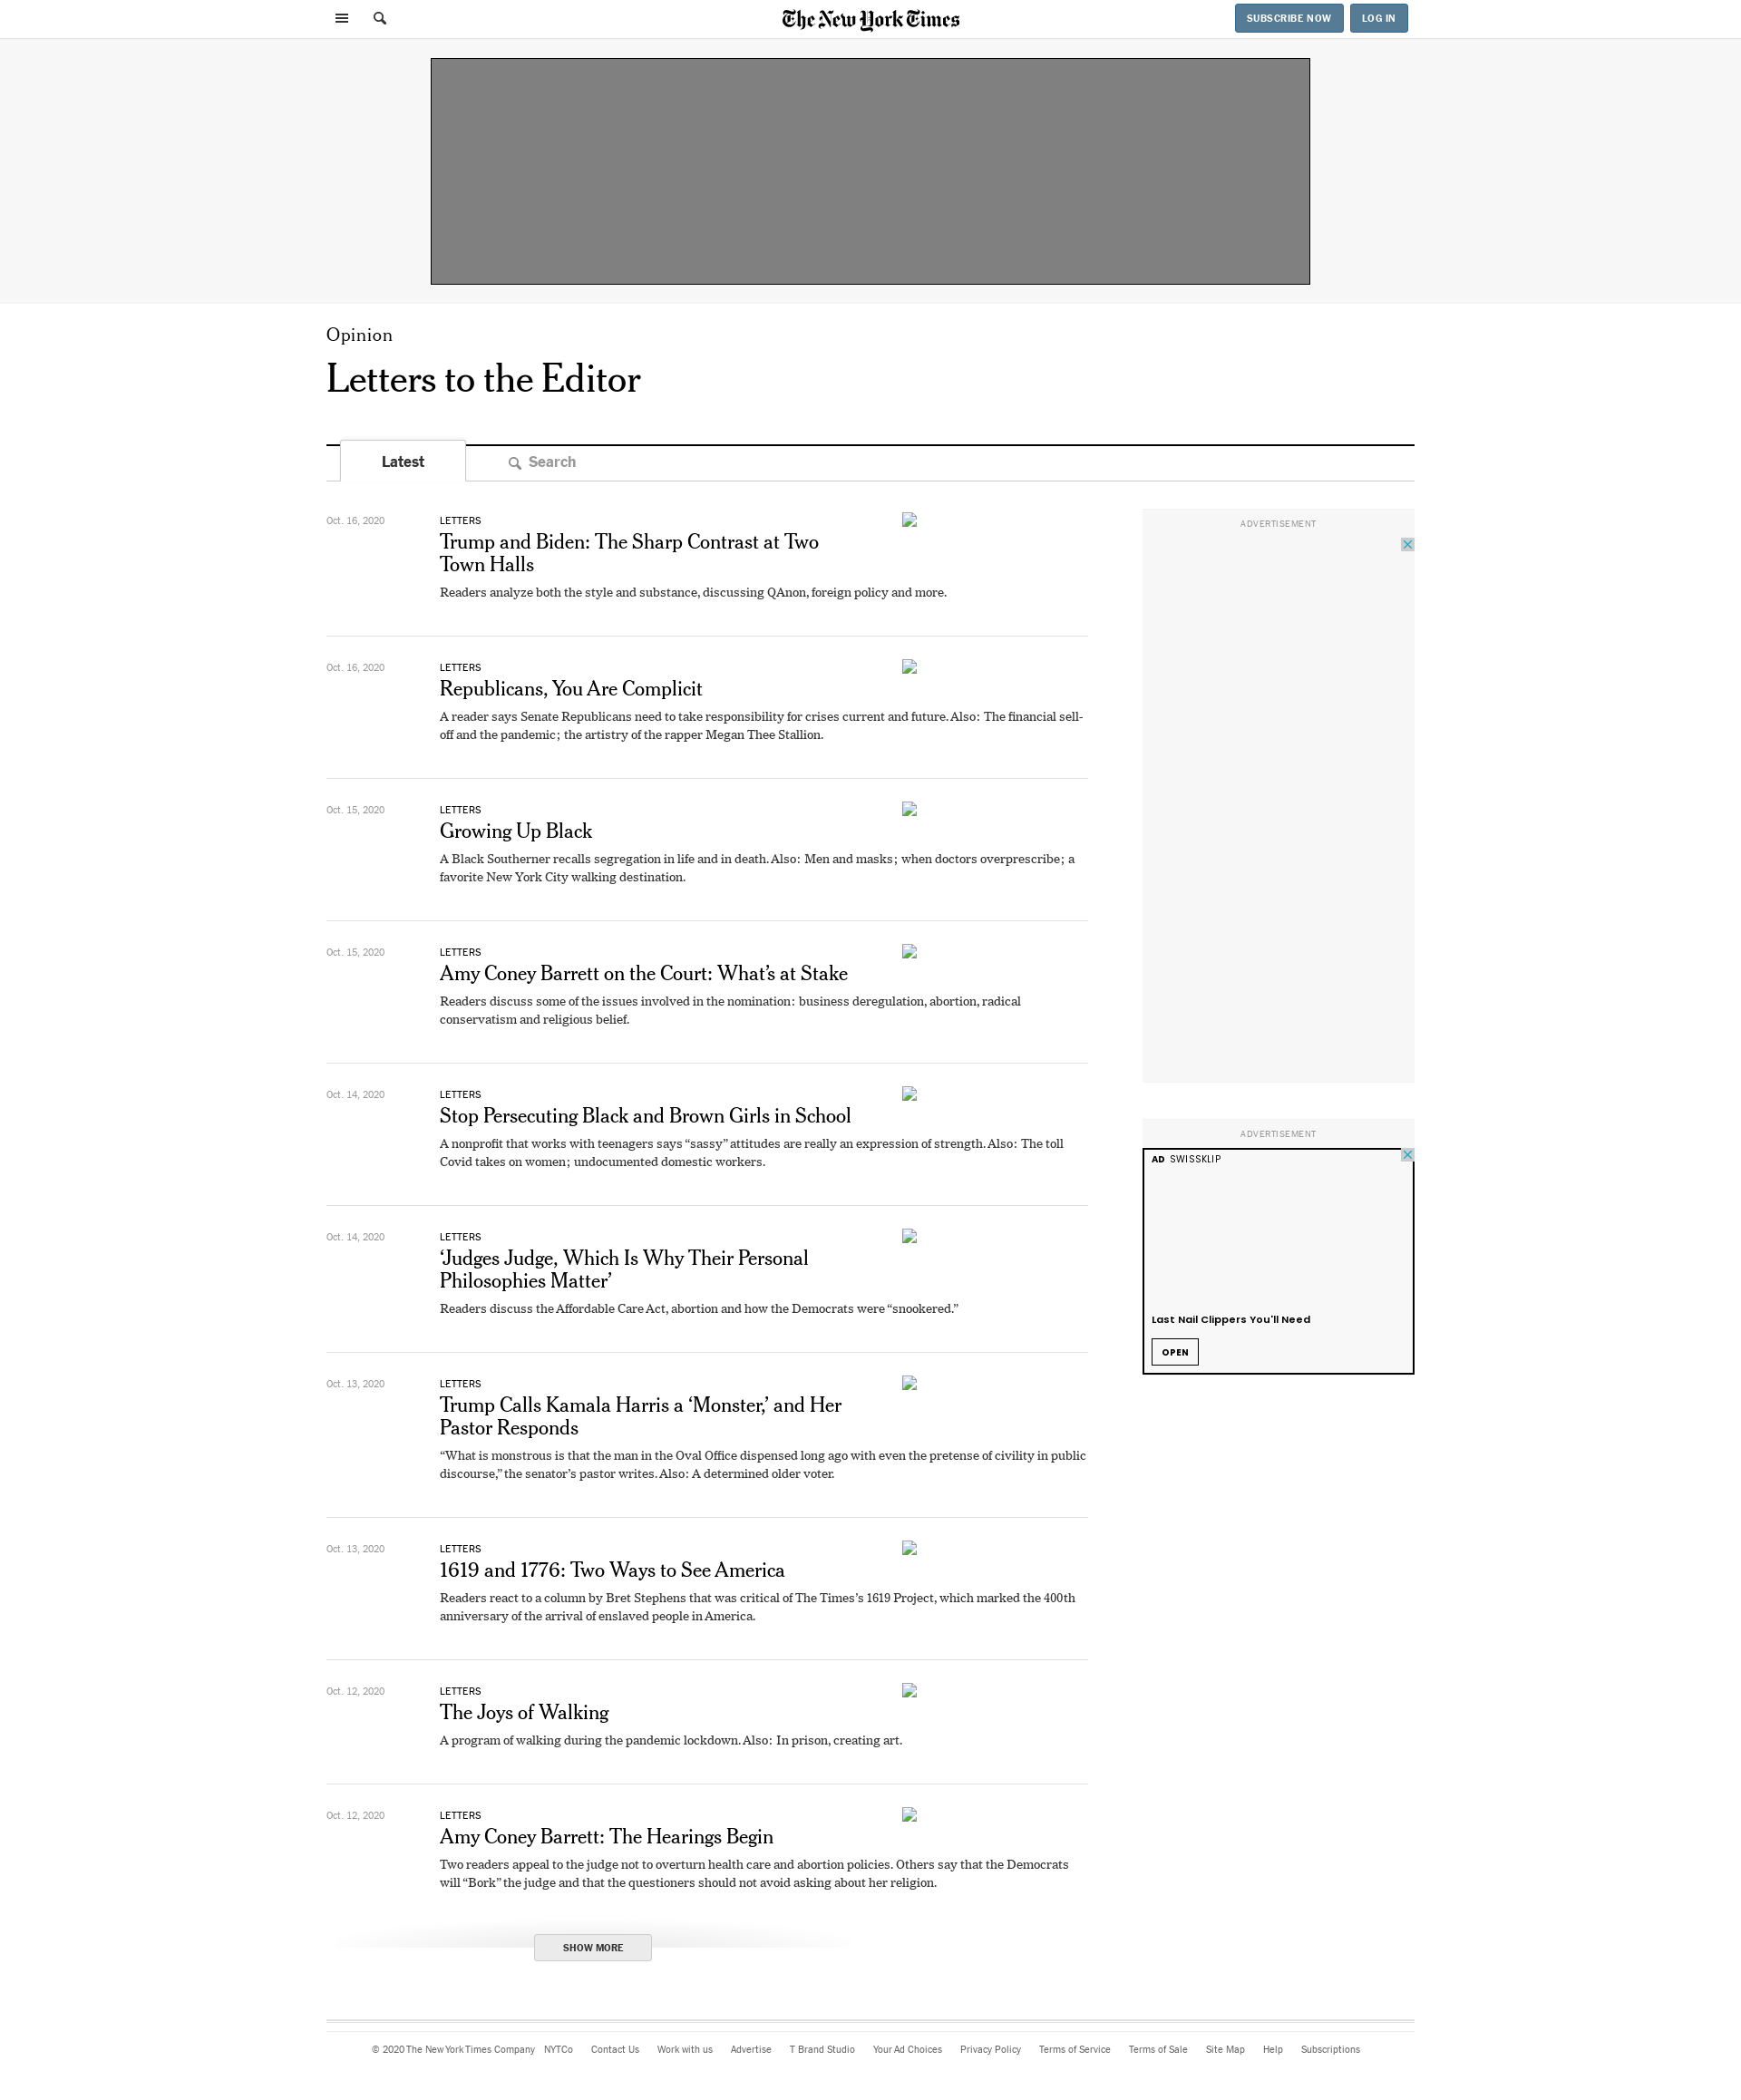 The New York Times
SUBSCRIBE NOW
LOG IN
Opinion
Letters to the Editor
Latest
Search
Oct. 16, 2020
LETTERS
Trump and Biden: The Sharp Contrast at Two
Town Halls
Readers analyze both the style and substance, discussing QAnon, foreign policy and more.
Oct. 16, 2020
LETTERS
Republicans, You Are Complicit
A reader says Senate Republicans need to take responsibility for crises current and future. Also: The financial sell-
off and the pandemic; the artistry of the rapper Megan Thee Stallion.
Oct. 15, 2020
LETTERS
Growing Up Black
A Black Southerner recalls segregation in life and in death. Also: Men and masks; when doctors overprescribe; a
favorite New York City walking destination.
Oct. 15, 2020
LETTERS
Amy Coney Barrett on the Court: What’s at Stake
Readers discuss some of the issues involved in the nomination: business deregulation, abortion, radical
conservatism and religious belief.
Oct. 14, 2020
LETTERS
Stop Persecuting Black and Brown Girls in School
A nonprofit that works with teenagers says “sassy” attitudes are really an expression of strength. Also: The toll
Covid takes on women; undocumented domestic workers.
Oct. 14, 2020
LETTERS
‘Judges Judge, Which Is Why Their Personal
Philosophies Matter’
Readers discuss the Affordable Care Act, abortion and how the Democrats were “snookered.”
Oct. 13, 2020
LETTERS
Trump Calls Kamala Harris a ‘Monster,’ and Her
Pastor Responds
“What is monstrous is that the man in the Oval Office dispensed long ago with even the pretense of civility in public
discourse,” the senator’s pastor writes. Also: A determined older voter.
Oct. 13, 2020
LETTERS
1619 and 1776: Two Ways to See America
Readers react to a column by Bret Stephens that was critical of The Times’s 1619 Project, which marked the 400th
anniversary of the arrival of enslaved people in America.
Oct. 12, 2020
LETTERS
The Joys of Walking
A program of walking during the pandemic lockdown. Also: In prison, creating art.
Oct. 12, 2020
LETTERS
Amy Coney Barrett: The Hearings Begin
Two readers appeal to the judge not to overturn health care and abortion policies. Others say that the Democrats
will “Bork” the judge and that the questioners should not avoid asking about her religion.
SHOW MORE
ADVERTISEMENT
ADVERTISEMENT
AD SWISSKLIP
Last Nail Clippers You'll Need
OPEN
© 2020 The New York Times Company NYTCo Contact Us Work with us Advertise T Brand Studio Your Ad Choices Privacy Policy Terms of Service Terms of Sale Site Map Help Subscriptions